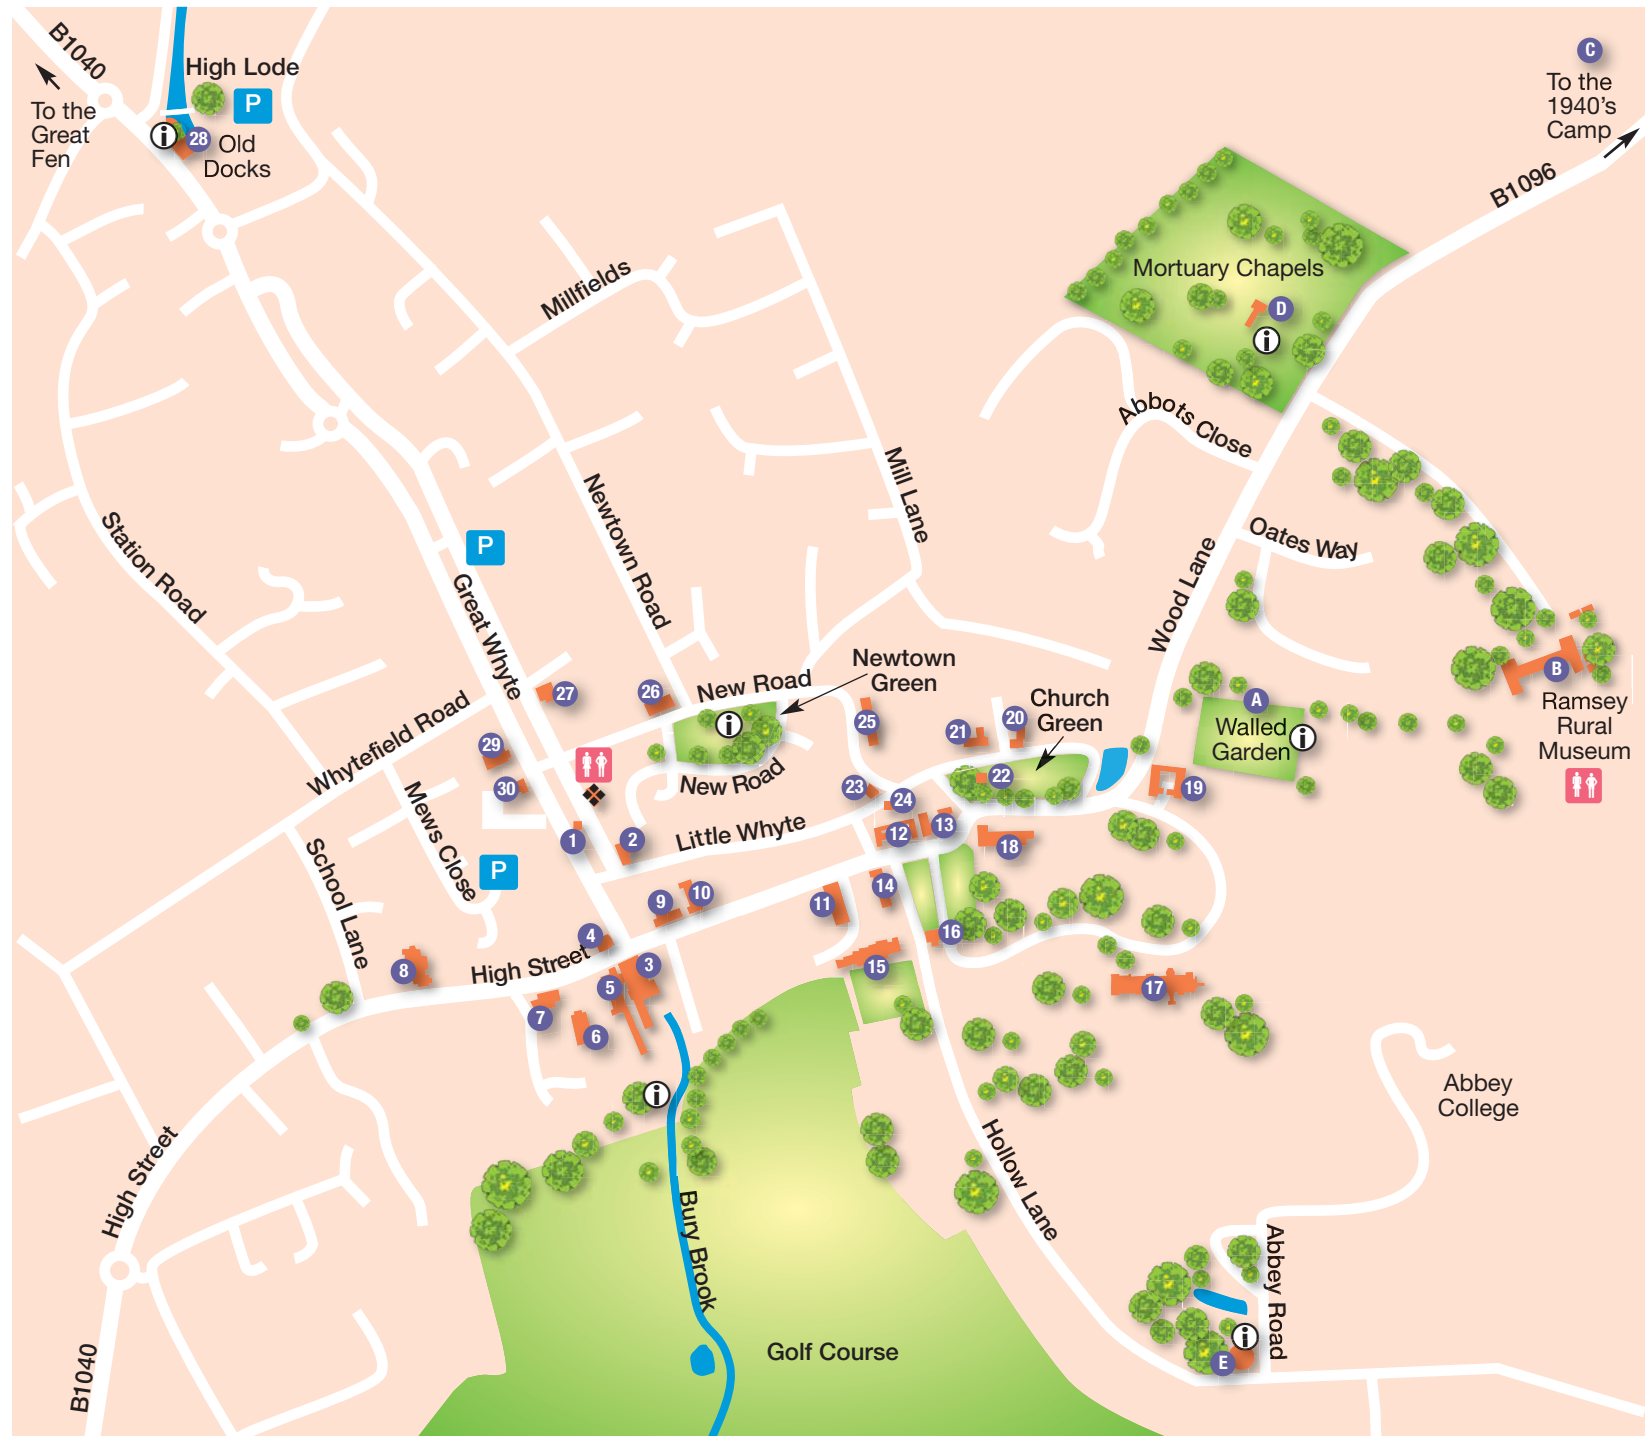 B1040
High Lode
P
To the
Great
Fen
i
28
Old
Docks
C
To the
1940's
Camp
B1096
Mortuary Chapels
D
i
Millfields
Abbots Close
Mill Lane
Newtown Road
Station Road
P
Great Whyte
Oates Way
Wood Lane
B
Ramsey
Rural
Museum
A
Walled
Garden
i
Newtown
Green
New Road
i
New Road
Church
Green
27
26
25
21
20
22
19
Whytefield Road
29
30
23
24
12
13
18
Mews Close
1
2
Little Whyte
School Lane
P
9
10
11
14
16
4
3
15
8
High Street
5
17
7
6
i
Abbey
College
High Street
Hollow Lane
Bury Brook
Abbey Road
i
E
Golf Course
B1040